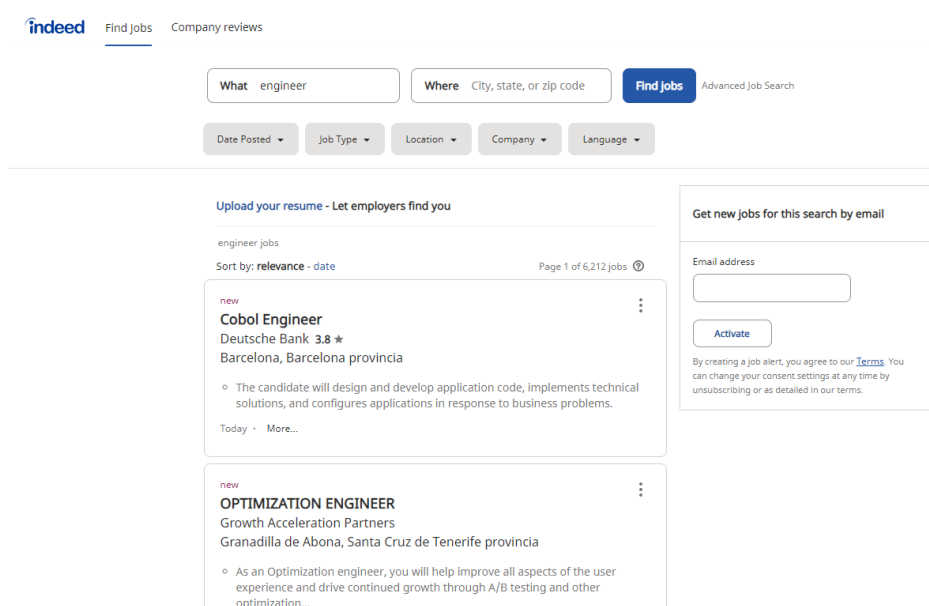 indeed Find Jobs Company reviews
What engineer Where City, state, or zip code Find jobs Advanced Job Search
Date Posted Job Type Location Company Language
Upload your resume - Let employers find you
engineer jobs
Sort by: relevance - date Page 1 of 6,212 jobs ?
new
Cobol Engineer
Deutsche Bank 3.8 ★
Barcelona, Barcelona provincia
The candidate will design and develop application code, implements technical
solutions, and configures applications in response to business problems.
Today · More...
new
OPTIMIZATION ENGINEER
Growth Acceleration Partners
Granadilla de Abona, Santa Cruz de Tenerife provincia
As an Optimization engineer, you will help improve all aspects of the user
experience and drive continued growth through A/B testing and other
optimization...
Get new jobs for this search by email
Email address
Activate
By creating a job alert, you agree to our Terms. You
can change your consent settings at any time by
unsubscribing or as detailed in our terms.